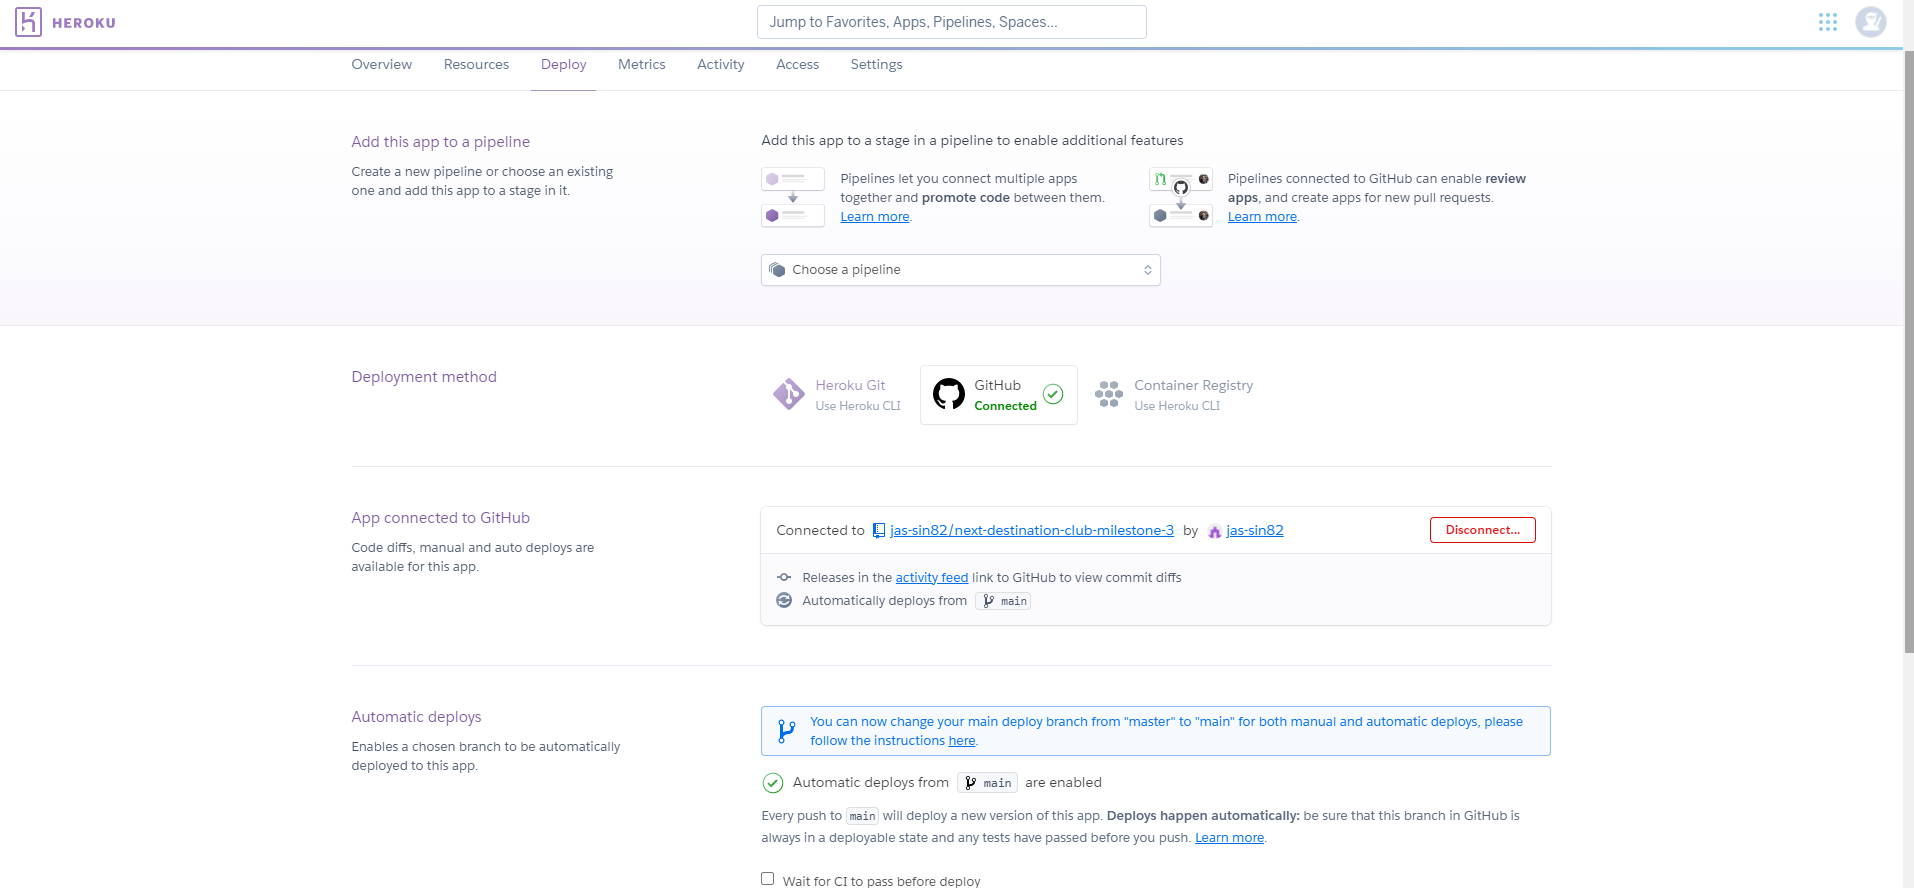 HEROKU
Jump to Favorites, Apps, Pipelines, Spaces...
Overview Resources Deploy Metrics Activity Access Settings
Add this app to a pipeline
Create a new pipeline or choose an existing
one and add this app to a stage in it.
Add this app to a stage in a pipeline to enable additional features
Pipelines let you connect multiple apps
together and promote code between them.
Learn more.
Pipelines connected to GitHub can enable review
apps, and create apps for new pull requests.
Learn more.
Choose a pipeline
Deployment method
Heroku Git
Use Heroku CLI
GitHub
Connected
Container Registry
Use Heroku CLI
App connected to GitHub
Code diffs, manual and auto deploys are
available for this app.
Connected to jas-sin82/next-destination-club-milestone-3 by jas-sin82
Disconnect...
Releases in the activity feed link to GitHub to view commit diffs
Automatically deploys from main
Automatic deploys
Enables a chosen branch to be automatically
deployed to this app.
You can now change your main deploy branch from "master" to "main" for both manual and automatic deploys, please
follow the instructions here.
Automatic deploys from main are enabled
Every push to main will deploy a new version of this app. Deploys happen automatically: be sure that this branch in GitHub is
always in a deployable state and any tests have passed before you push. Learn more.
Wait for CI to pass before deploy